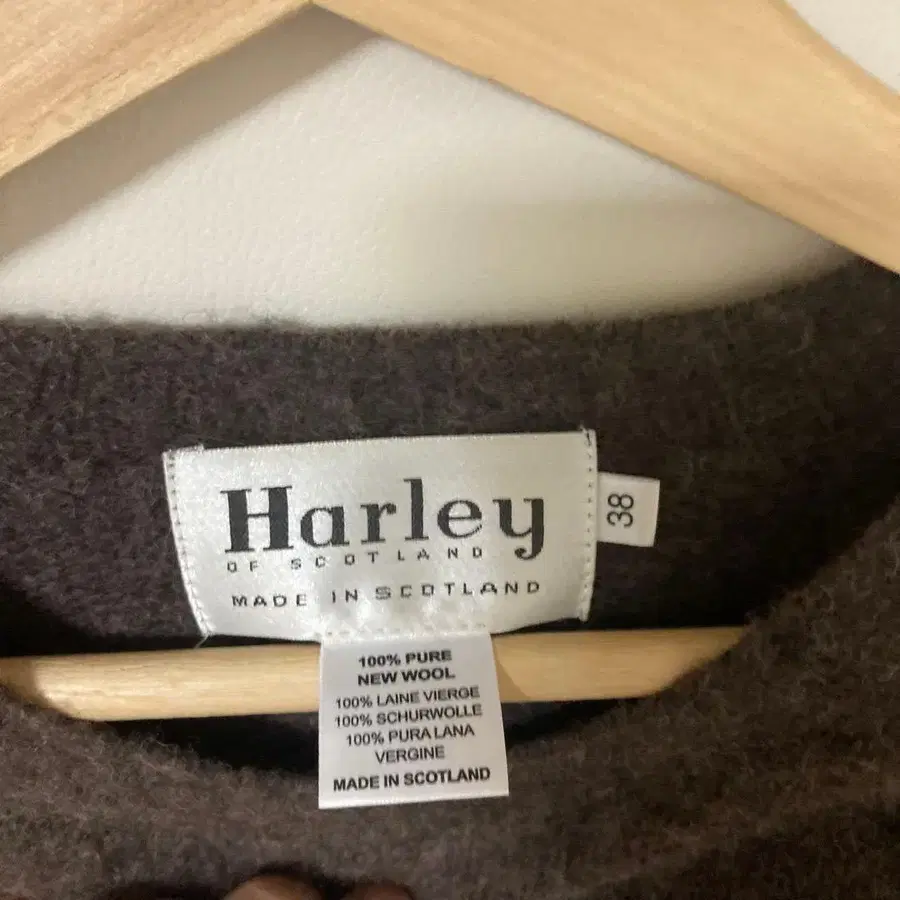 Harley
OF SCOTLAND
MADE IN SCOTLAND
38
100% PURE
NEW WOOL
100% LAINE VIERGE
100% SCHURWOLLE
100% PURA LANA
VERGINE
MADE IN SCOTLAND